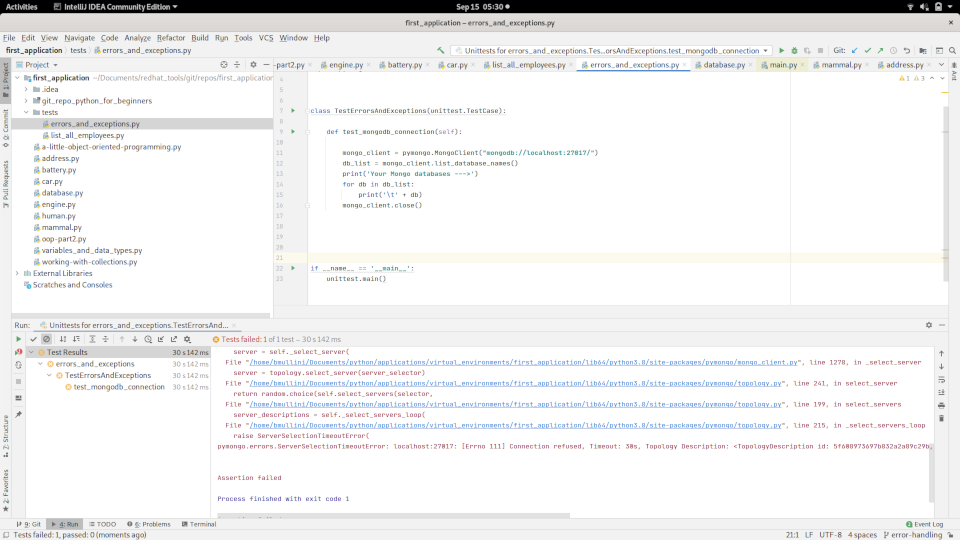 Activities IntelliJ IDEA Community Edition Sep 15 05:30
first_application – errors_and_exceptions.py
File Edit View Navigate Code Analyze Refactor Build Run Tools VCS Window Help
first_application tests errors_and_exceptions.py Unittests for errors_and_exceptions.Tes...orsAndExceptions.test_mongodb_connection Git:
Project -part2.py engine.py battery.py car.py list_all_employees.py errors_and_exceptions.py database.py main.py mammal.py address.py
first_application ~/Documents/redhat_tools/git/repos/first_application
.idea
git_repo_python_for_beginners
tests
errors_and_exceptions.py
list_all_employees.py
a-little-object-oriented-programming.py
address.py
battery.py
car.py
database.py
engine.py
human.py
mammal.py
oop-part2.py
variables_and_data_types.py
working-with-collections.py
External Libraries
Scratches and Consoles
1: Project
0: Commit
Pull Requests
7: Structure
2: Favorites
Ant
1 3
4
5
6
7 class TestErrorsAndExceptions(unittest.TestCase):
8
9 def test_mongodb_connection(self):
10
11 mongo_client = pymongo.MongoClient("mongodb://localhost:27017/")
12 db_list = mongo_client.list_database_names()
13 print('Your Mongo databases --->')
14 for db in db_list:
15 print('\t' + db)
16 mongo_client.close()
17
18
19
20
21
22 if __name__ == '__main__':
23 unittest.main()
Run: Unittests for errors_and_exceptions.TestErrorsAnd...
Tests failed: 1 of 1 test – 30 s 142 ms
Test Results 30 s 142 ms
errors_and_exceptions 30 s 142 ms
TestErrorsAndExceptions 30 s 142 ms
test_mongodb_connection 30 s 142 ms
server = self._select_server(
File "/home/bmullini/Documents/python/applications/virtual_environments/first_application/lib64/python3.8/site-packages/pymongo/mongo_client.py", line 1270, in _select_server
server = topology.select_server(server_selector)
File "/home/bmullini/Documents/python/applications/virtual_environments/first_application/lib64/python3.8/site-packages/pymongo/topology.py", line 241, in select_server
return random.choice(self.select_servers(selector,
File "/home/bmullini/Documents/python/applications/virtual_environments/first_application/lib64/python3.8/site-packages/pymongo/topology.py", line 199, in select_servers
server_descriptions = self._select_servers_loop(
File "/home/bmullini/Documents/python/applications/virtual_environments/first_application/lib64/python3.8/site-packages/pymongo/topology.py", line 215, in _select_servers_loop
raise ServerSelectionTimeoutError(
pymongo.errors.ServerSelectionTimeoutError: localhost:27017: [Errno 111] Connection refused, Timeout: 30s, Topology Description: <TopologyDescription id:
Assertion failed
Process finished with exit code 1
9: Git 4: Run TODO 6: Problems Terminal Event Log
Tests failed: 1, passed: 0 (moments ago) 21:1 LF UTF-8 4 spaces error-handling